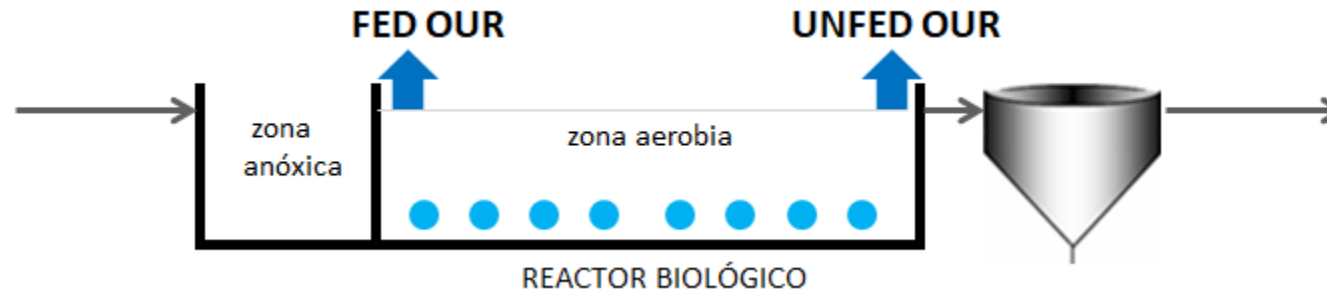 FED OUR
UNFED OUR
zona
anóxica
zona aerobia
REACTOR BIOLÓGICO